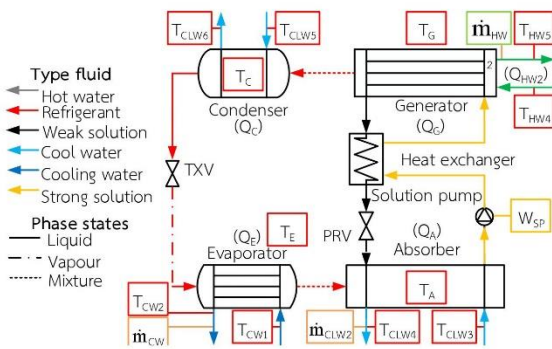 T_CLW6
T_CLW5
T_G
ṁ_HW
T_HW5
Type fluid
Hot water
Refrigerant
Weak solution
Cool water
Cooling water
Strong solution
Phase states
Liquid
Vapour
Mixture
T_C
Condenser
(Q_C)
2
(Q_HW2)
Generator
(Q_G)
T_HW4
TXV
Heat exchanger
Solution pump
W_SP
PRV
(Q_E)
Evaporator
T_E
(Q_A)
Absorber
T_A
T_CW2
ṁ_CW
T_CW1
ṁ_CLW2
T_CLW4
T_CLW3